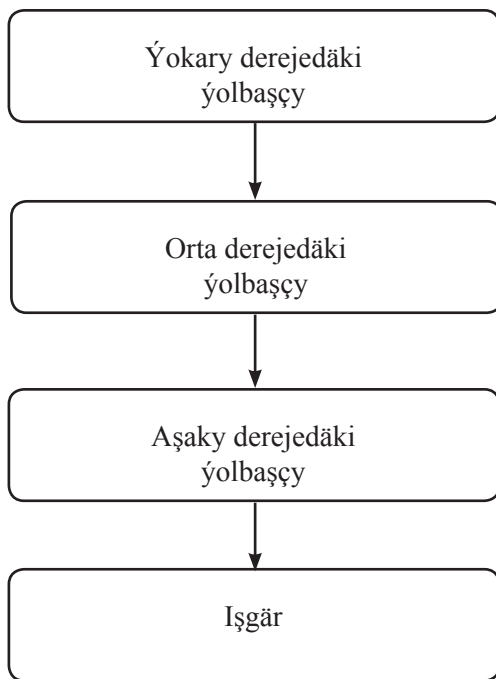 Ýokary derejedäki
ýolbaşçy
Orta derejedäki
ýolbaşçy
Aşaky derejedäki
ýolbaşçy
Işgär